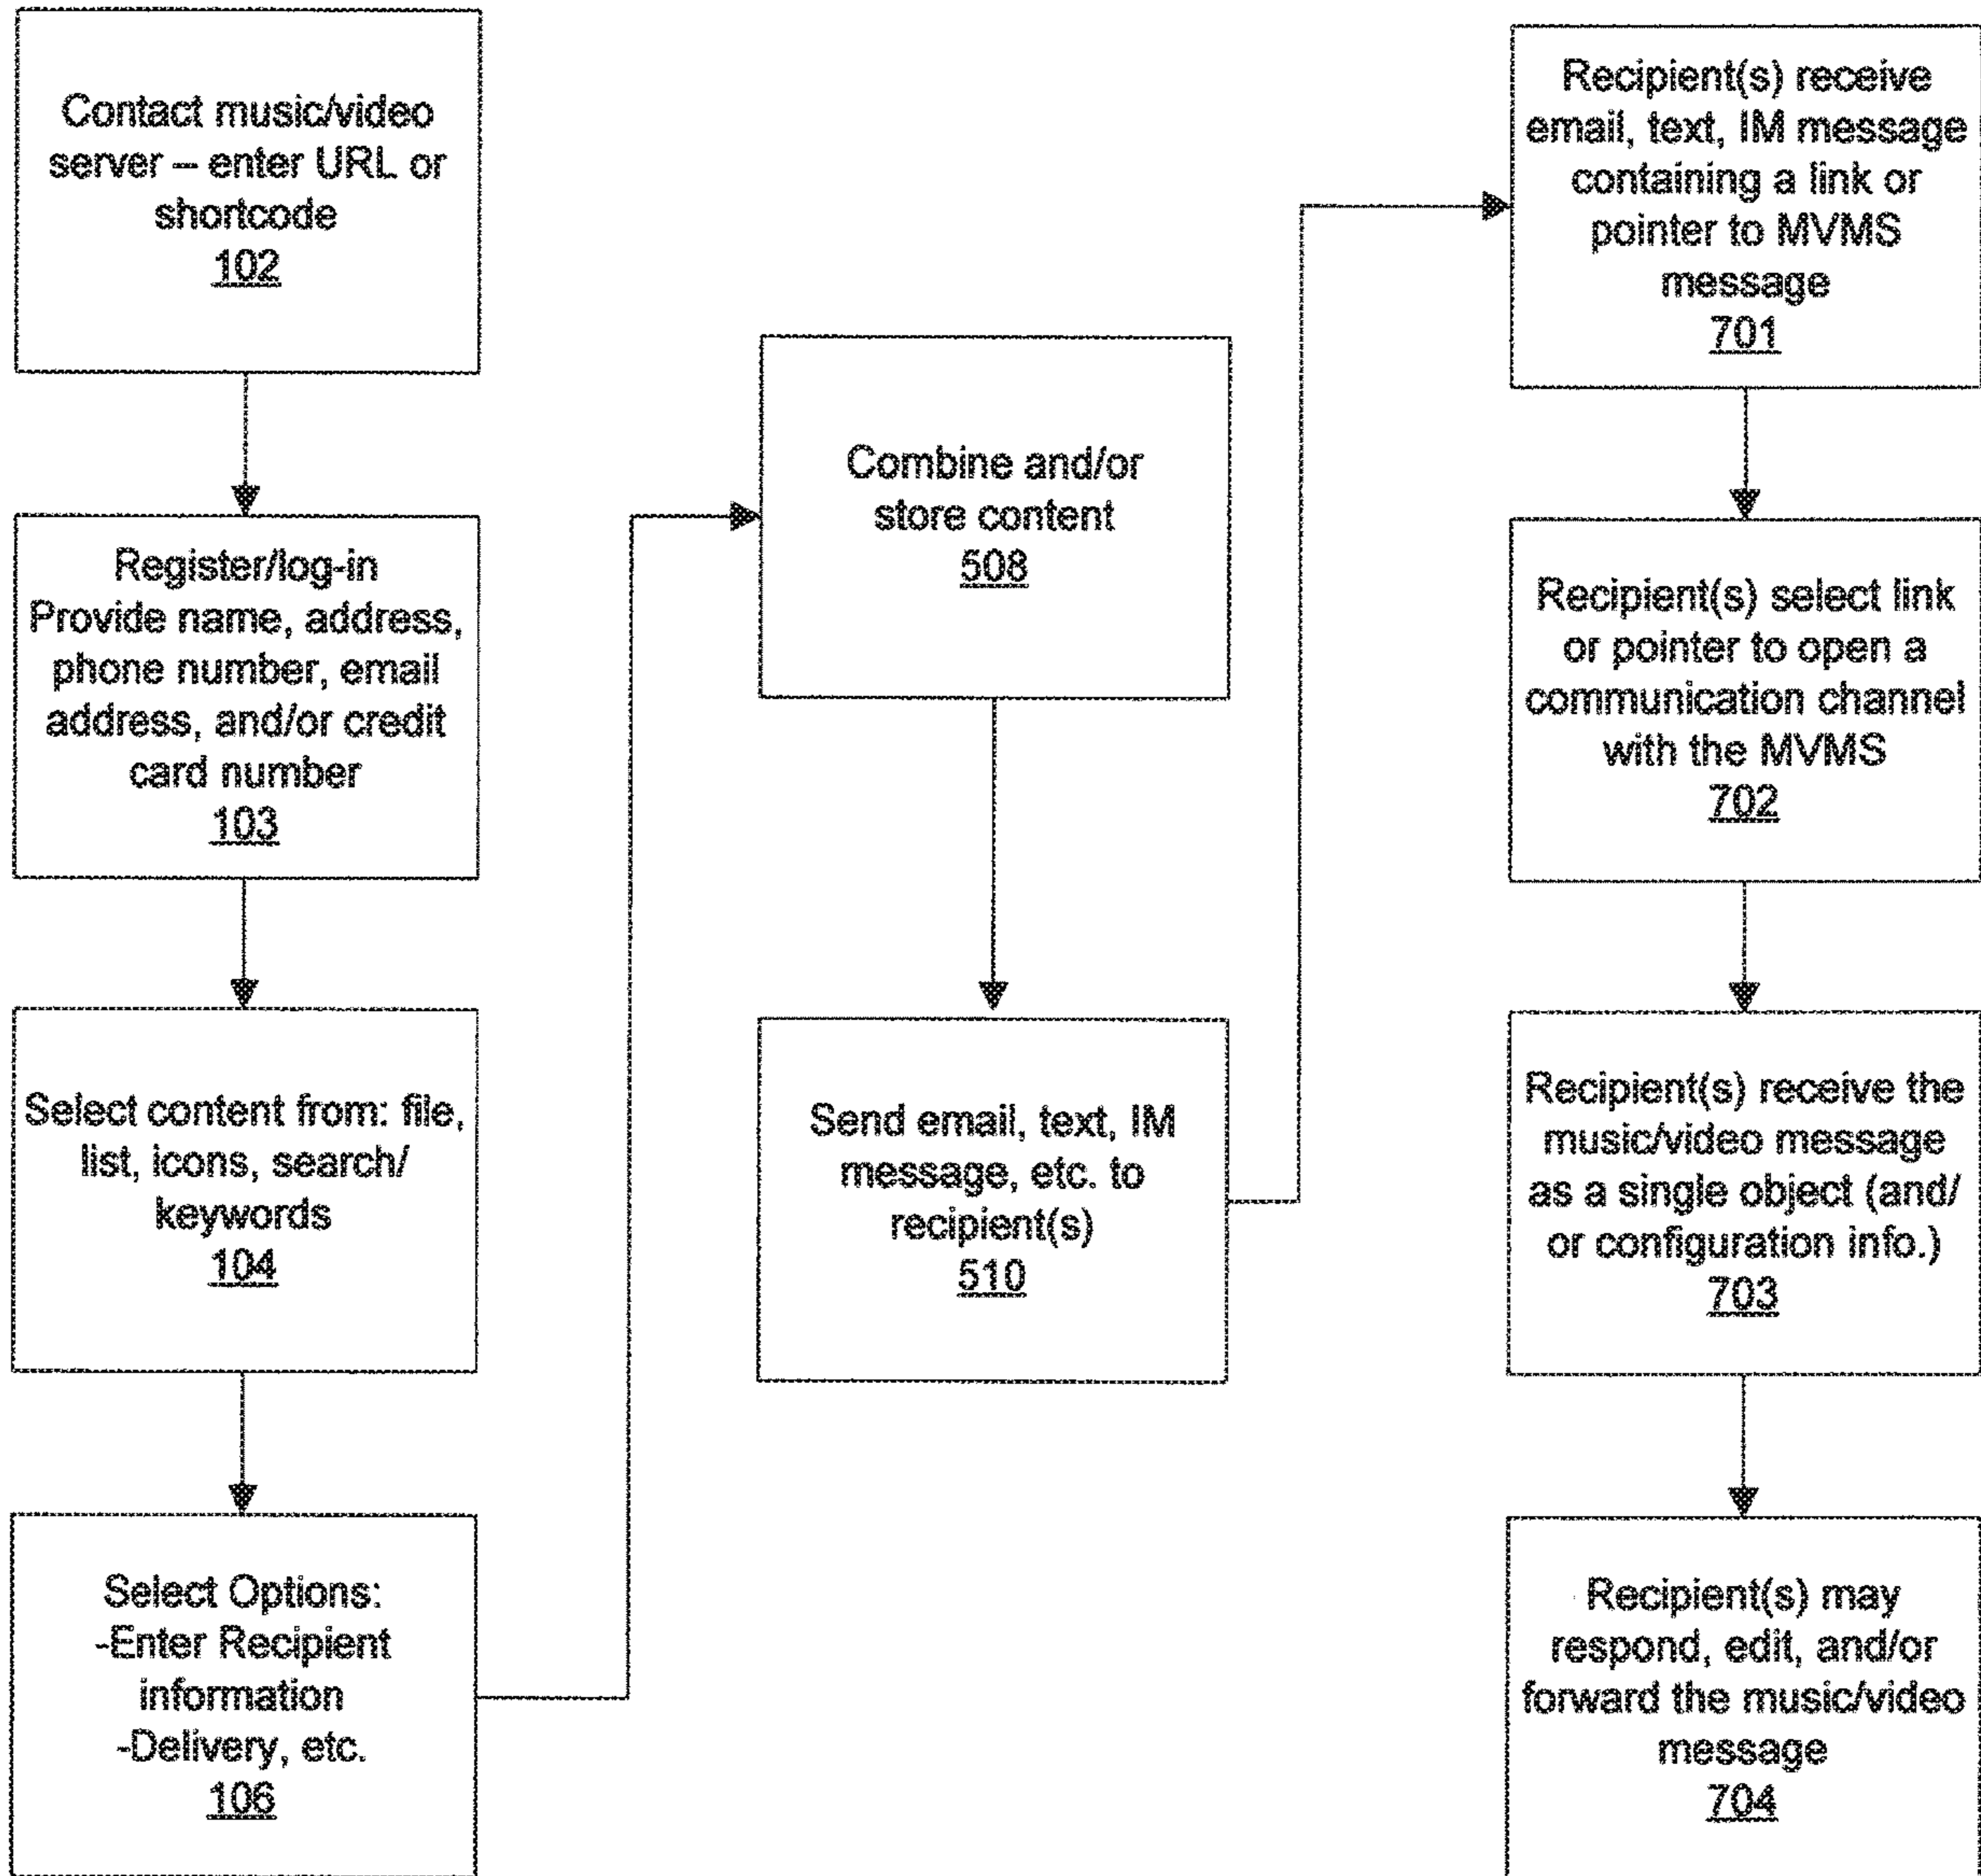 Contact music/video
server – enter URL or
shortcode
102
Register/log-in
Provide name, address,
phone number, email
address, and/or credit
card number
103
Select content from: file,
list, icons, search/
keywords
104
Select Options:
-Enter Recipient
information
-Delivery, etc.
106
Combine and/or
store content
508
Send email, text, IM
message, etc. to
recipient(s)
510
Recipient(s) receive
email, text, IM message
containing a link or
pointer to MVMS
message
701
Recipient(s) select link
or pointer to open a
communication channel
with the MVMS
702
Recipient(s) receive the
music/video message
as a single object (and/
or configuration info.)
703
Recipient(s) may
respond, edit, and/or
forward the music/video
message
704